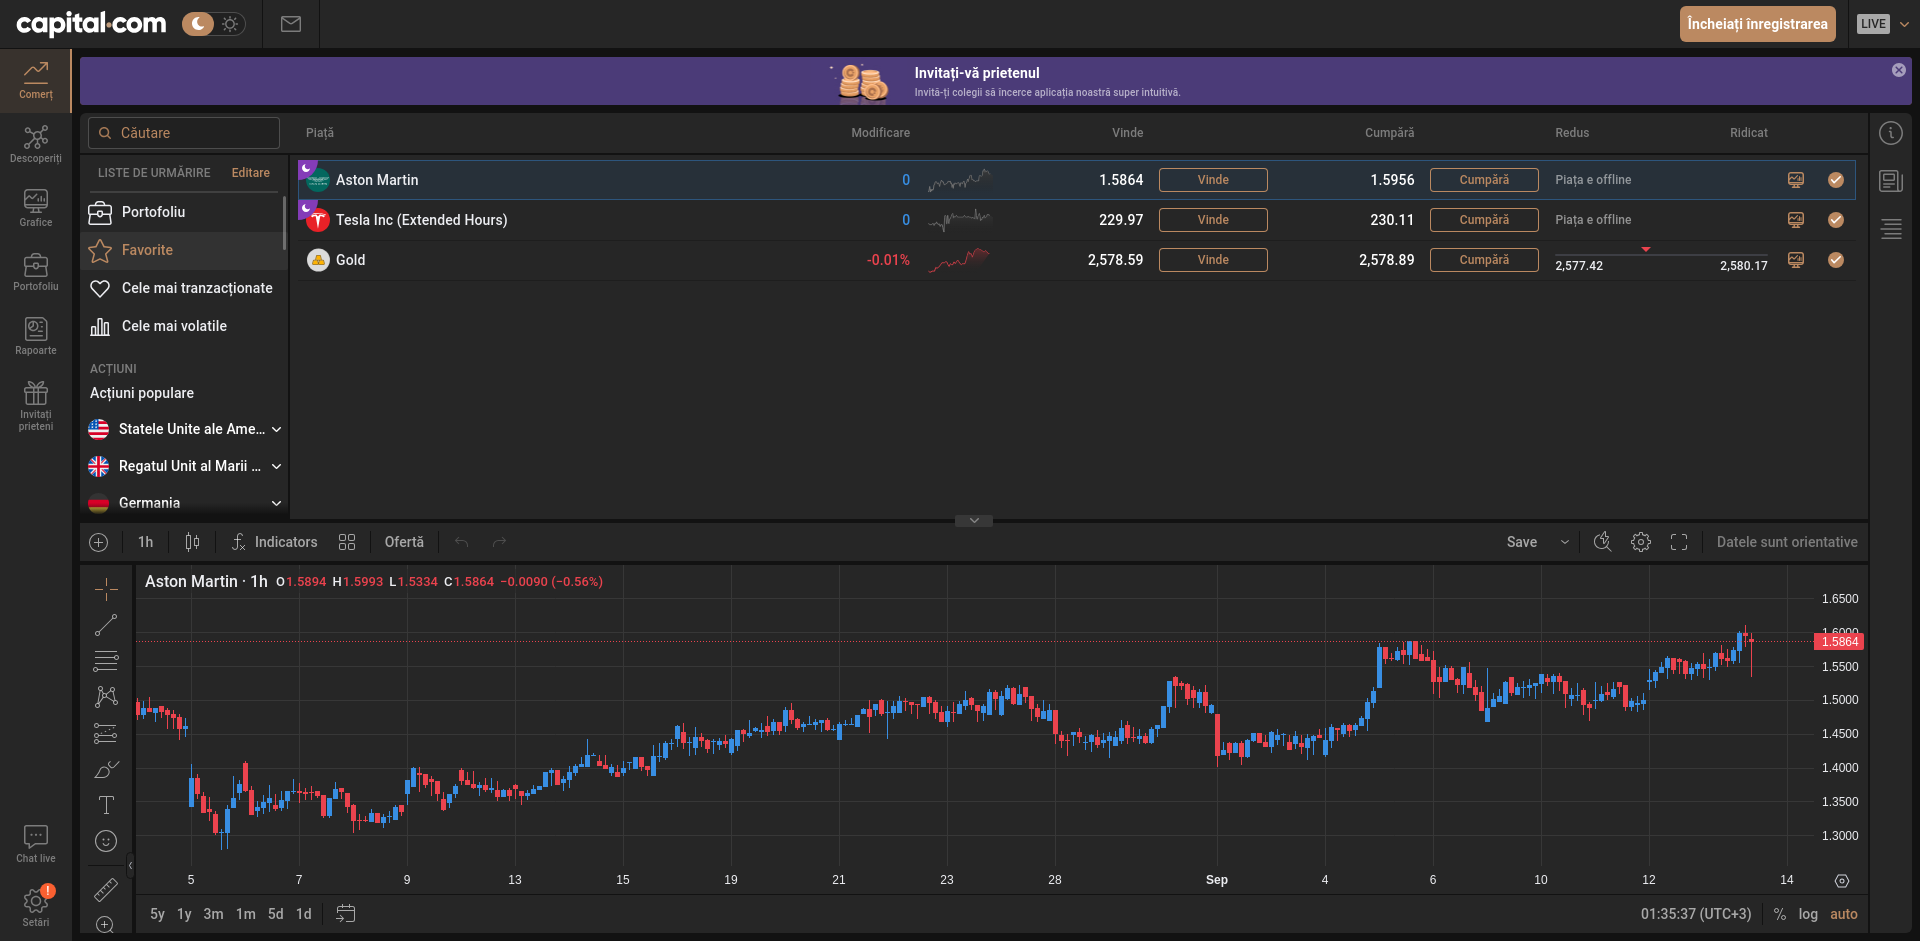 capital.com
Încheiați înregistrarea
LIVE
Comerț
Descoperiți
Grafice
Portofoliu
Rapoarte
Invitați
prieteni
Chat live
Setări
Invitați-vă prietenul
Invită-ți colegii să încerce aplicația noastră super intuitivă.
Căutare
Piață Modificare Vinde Cumpără Redus Ridicat
LISTE DE URMĂRIRE Editare
Portofoliu
Favorite
Cele mai tranzacționate
Cele mai volatile
ACȚIUNI
Acțiuni populare
Statele Unite ale Ame...
Regatul Unit al Marii ...
Germania
Aston Martin 0 1.5864 Vinde 1.5956 Cumpără Piața e offline
Tesla Inc (Extended Hours) 0 229.97 Vinde 230.11 Cumpără Piața e offline
Gold -0.01% 2,578.59 Vinde 2,578.89 Cumpără 2,577.42 2,580.17
1h Indicators Ofertă Save Datele sunt orientative
Aston Martin · 1h O1.5894 H1.5993 L1.5334 C1.5864 −0.0090 (−0.56%)
1.6500
1.6000
1.5864
1.5500
1.5000
1.4500
1.4000
1.3500
1.3000
5 7 9 13 15 19 21 23 28 Sep 4 6 10 12 14
5y 1y 3m 1m 5d 1d
01:35:37 (UTC+3) % log auto